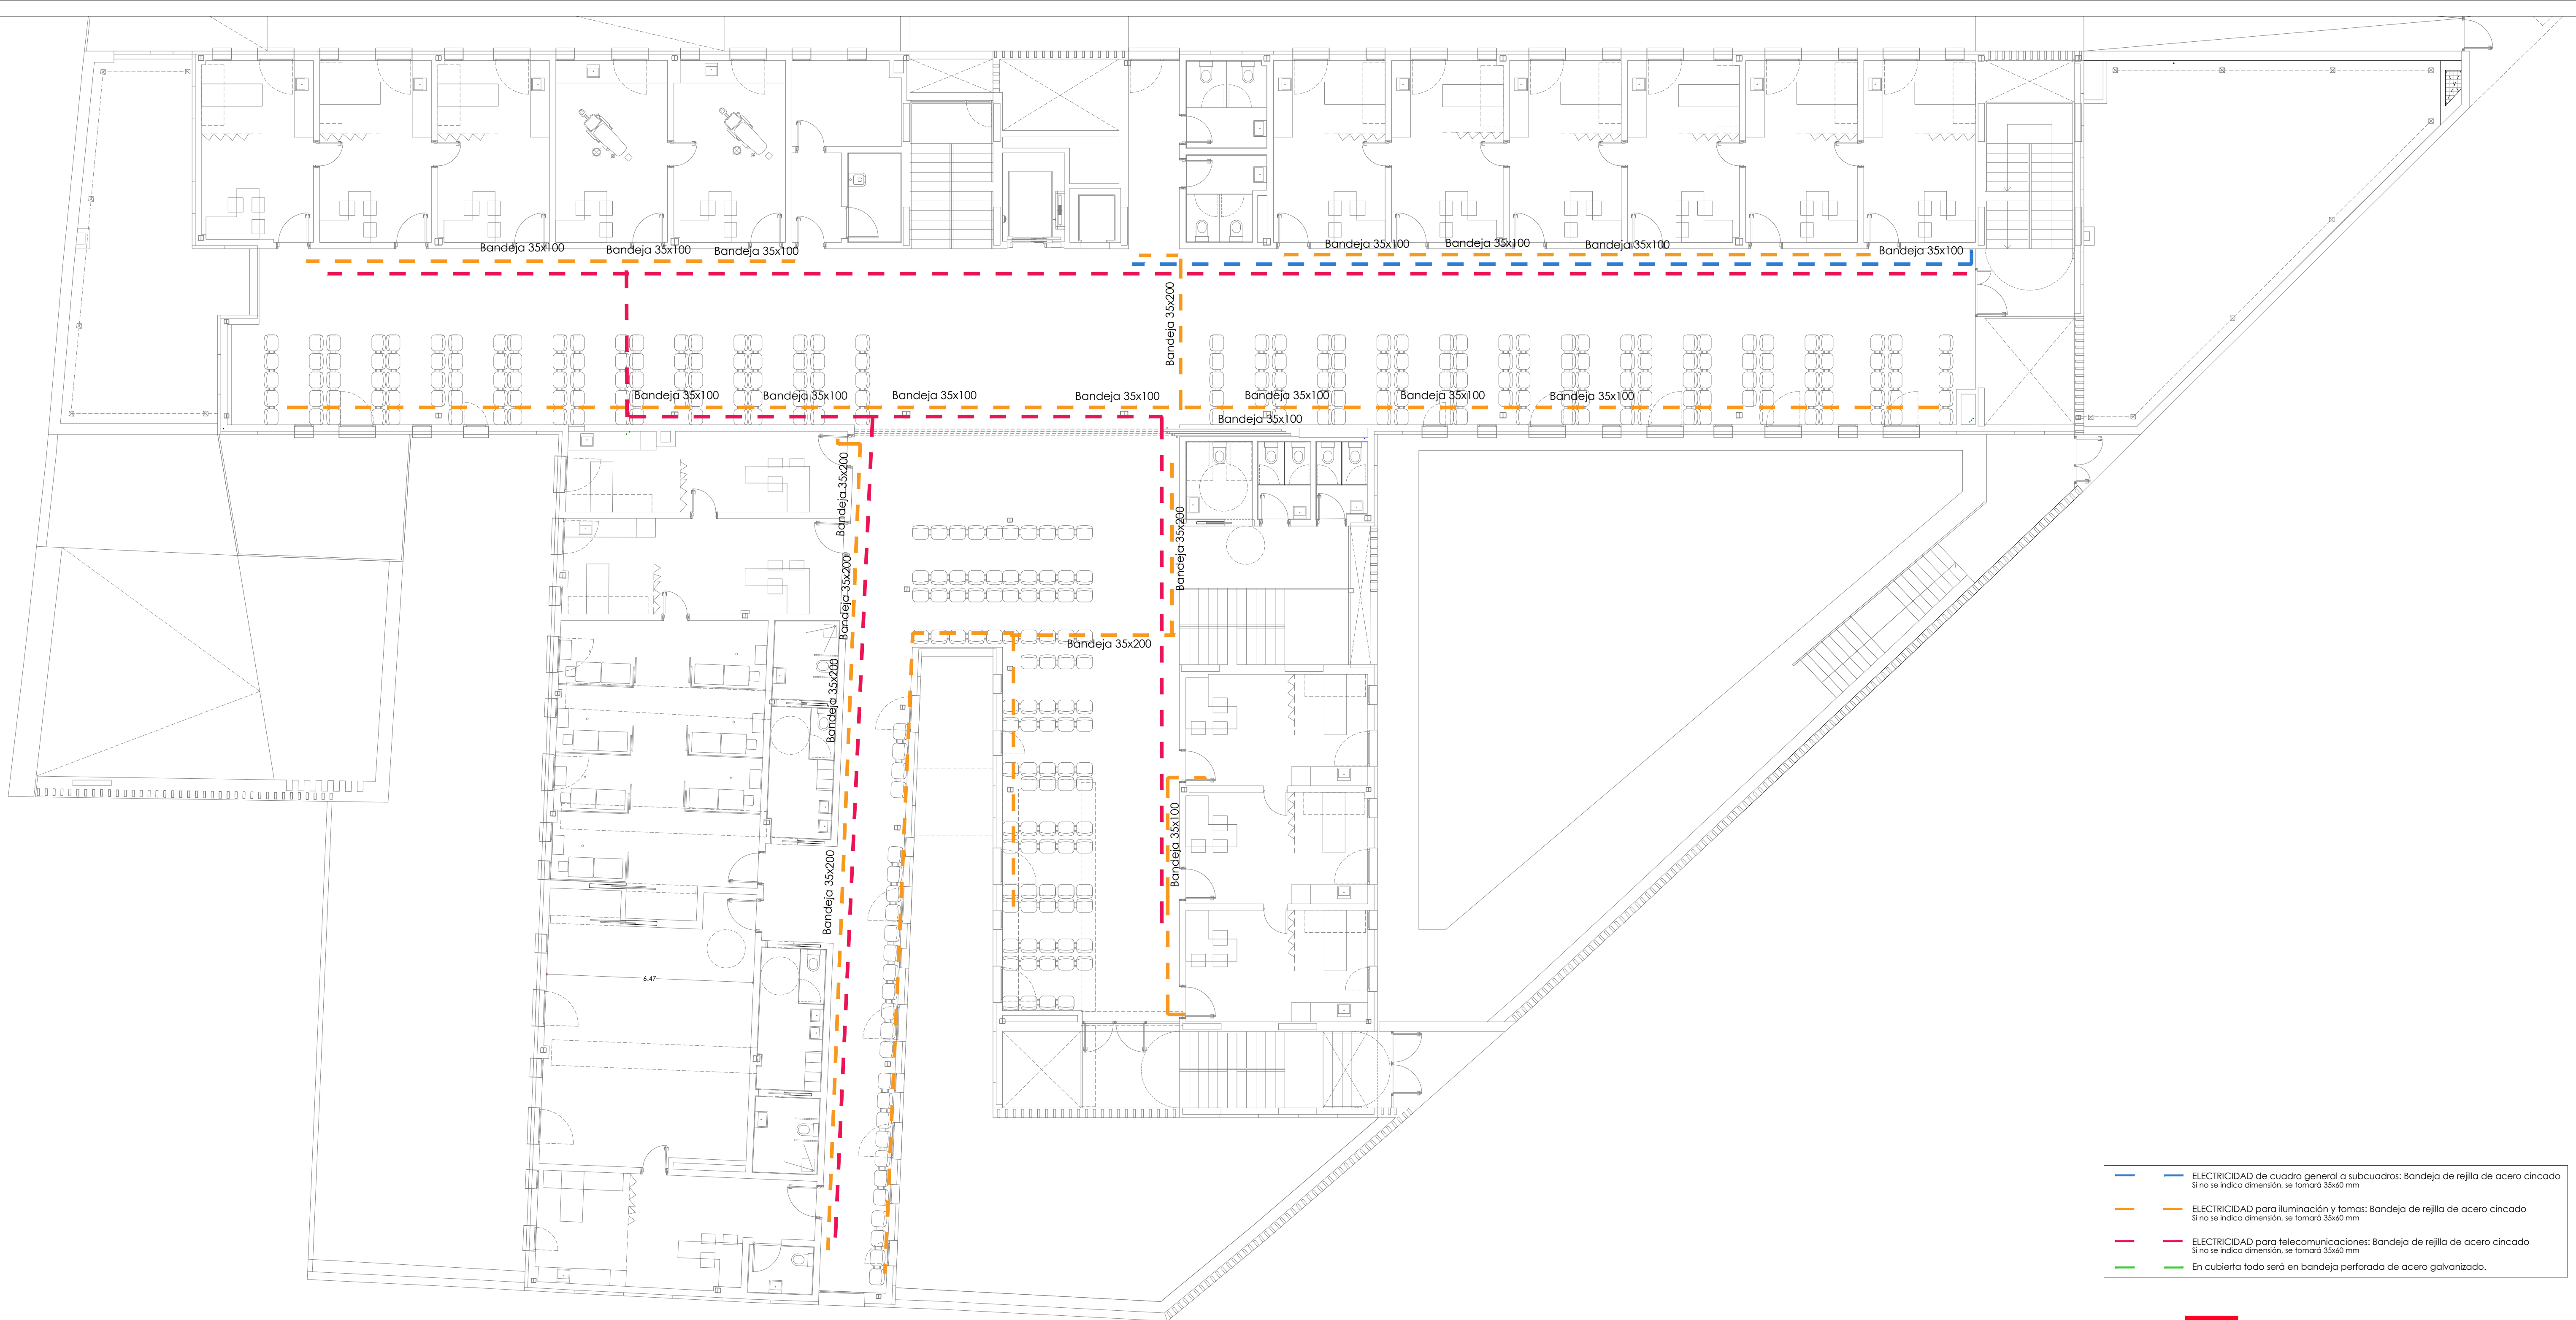 Bandeja 35x100
Bandeja 35x100
Bandeja 35x100
Bandeja 35x100
Bandeja 35x100
Bandeja 35x100
Bandeja 35x100
Bandeja 35x200
Bandeja 35x100
Bandeja 35x100
Bandeja 35x100
Bandeja 35x100
Bandeja 35x100
Bandeja 35x100
Bandeja 35x100
Bandeja 35x100
Bandeja 35x200
Bandeja 35x200
Bandeja 35x200
Bandeja 35x200
Bandeja 35x200
Bandeja 35x100
Bandeja 35x200
6.47
ELECTRICIDAD de cuadro general a subcuadros: Bandeja de rejilla de acero cincado
Si no se indica dimensión, se tomará 35x60 mm
ELECTRICIDAD para iluminación y tomas: Bandeja de rejilla de acero cincado
Si no se indica dimensión, se tomará 35x60 mm
ELECTRICIDAD para telecomunicaciones: Bandeja de rejilla de acero cincado
Si no se indica dimensión, se tomará 35x60 mm
En cubierta todo será en bandeja perforada de acero galvanizado.